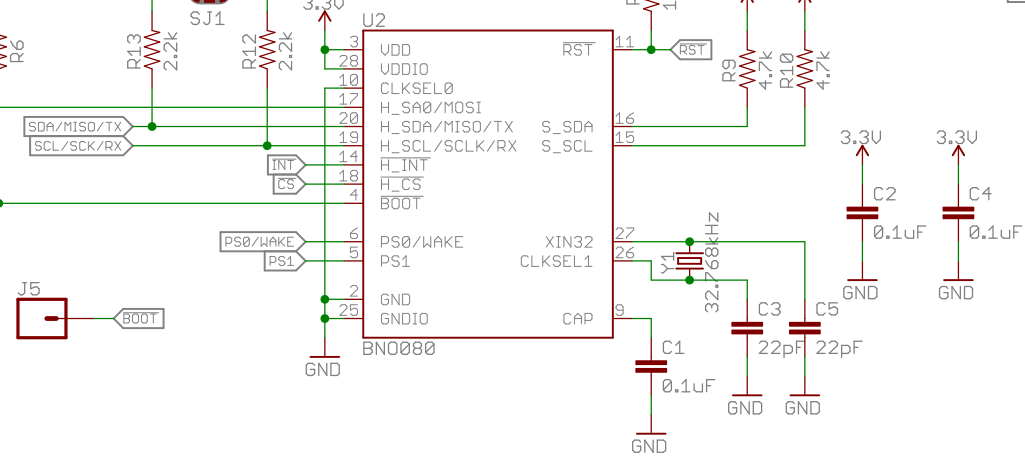 SJ1
3.3V
U2
R6
R13
2.2k
R12
2.2k
3
VDD
28
VDDIO
10
CLKSEL0
17
H_SA0/MOSI
SDA/MISO/TX
20
H_SDA/MISO/TX
SCL/SCK/RX
19
H_SCL/SCLK/RX
INT
14
H_INT
CS
18
H_CS
4
BOOT
PS0/WAKE
6
PS0/WAKE
PS1
5
PS1
2
GND
25
GNDIO
BNO080
GND
J5
BOOT
RST
11
RST
R9
4.7k
R10
4.7k
S_SDA
16
S_SCL
15
XIN32
27
CLKSEL1
26
Y1
32.768kHz
CAP
9
C1
0.1uF
GND
C3
22pF
GND
C5
22pF
GND
3.3V
C2
0.1uF
GND
3.3V
C4
0.1uF
GND